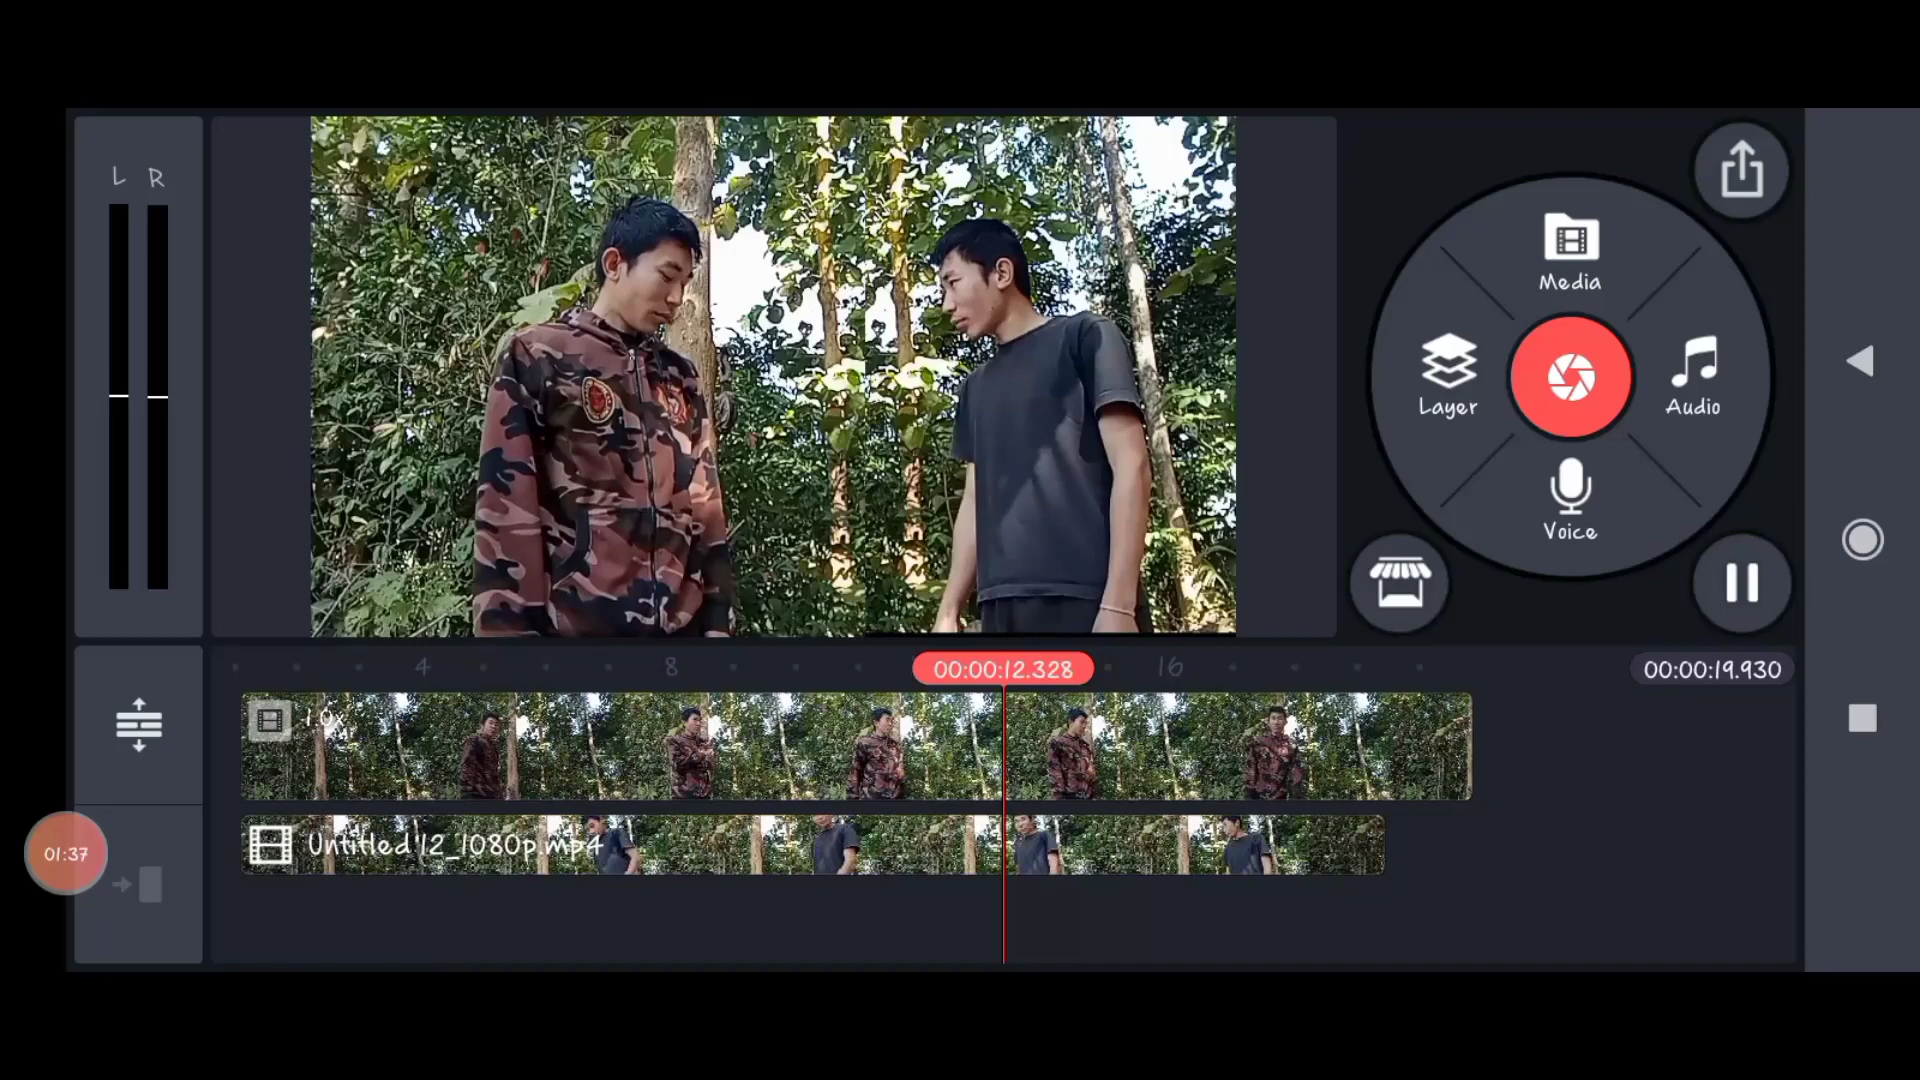 L R
Media
Layer
Audio
Voice
4
8
00:00:12.328
16
00:00:19.930
1.0x
Untitled 12_1080p.mp4
01:37